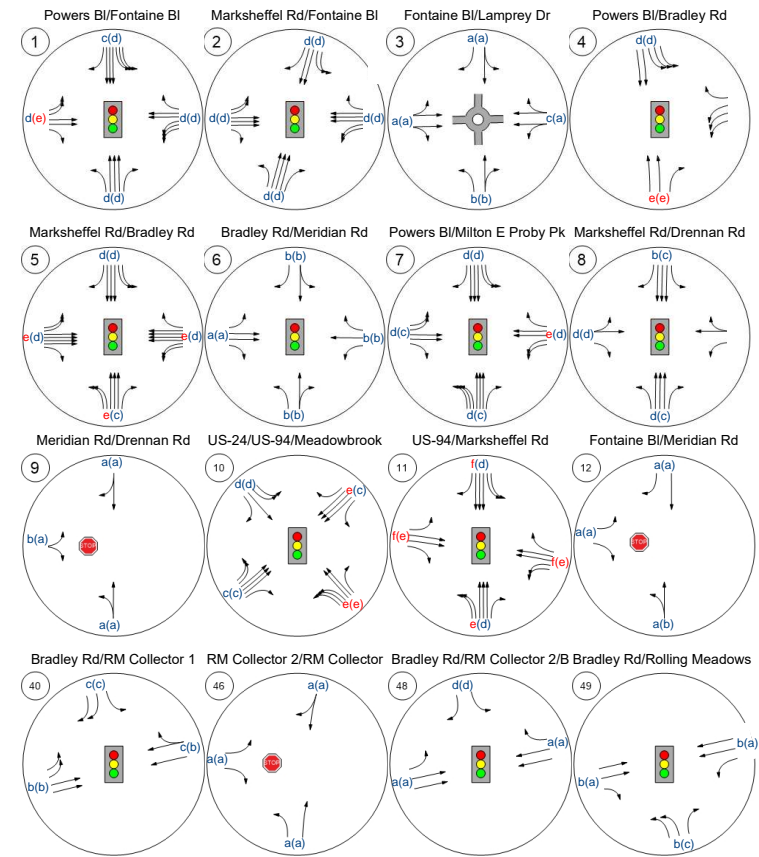 Powers Bl/Fontaine Bl
Marksheffel Rd/Fontaine Bl
Fontaine Bl/Lamprey Dr
Powers Bl/Bradley Rd
1
c(d)
d(e)
d(d)
d(d)
2
d(d)
d(d)
d(d)
d(d)
3
a(a)
a(a)
c(a)
b(b)
4
d(d)
e(e)
Marksheffel Rd/Bradley Rd
Bradley Rd/Meridian Rd
Powers Bl/Milton E Proby Pk
Marksheffel Rd/Drennan Rd
5
d(d)
e(d)
e(d)
e(c)
6
b(b)
a(a)
b(b)
b(b)
7
d(d)
d(c)
e(d)
d(c)
8
b(c)
d(d)
d(c)
Meridian Rd/Drennan Rd
US-24/US-94/Meadowbrook
US-94/Marksheffel Rd
Fontaine Bl/Meridian Rd
9
a(a)
b(a)
STOP
a(a)
10
d(d)
e(c)
c(c)
e(e)
11
f(d)
f(e)
f(e)
e(d)
12
a(a)
a(a)
STOP
a(b)
Bradley Rd/RM Collector 1
RM Collector 2/RM Collector
Bradley Rd/RM Collector 2/B
Bradley Rd/Rolling Meadows
40
c(c)
c(b)
b(b)
46
a(a)
a(a)
STOP
a(a)
48
d(d)
a(a)
a(a)
49
b(a)
b(a)
b(c)